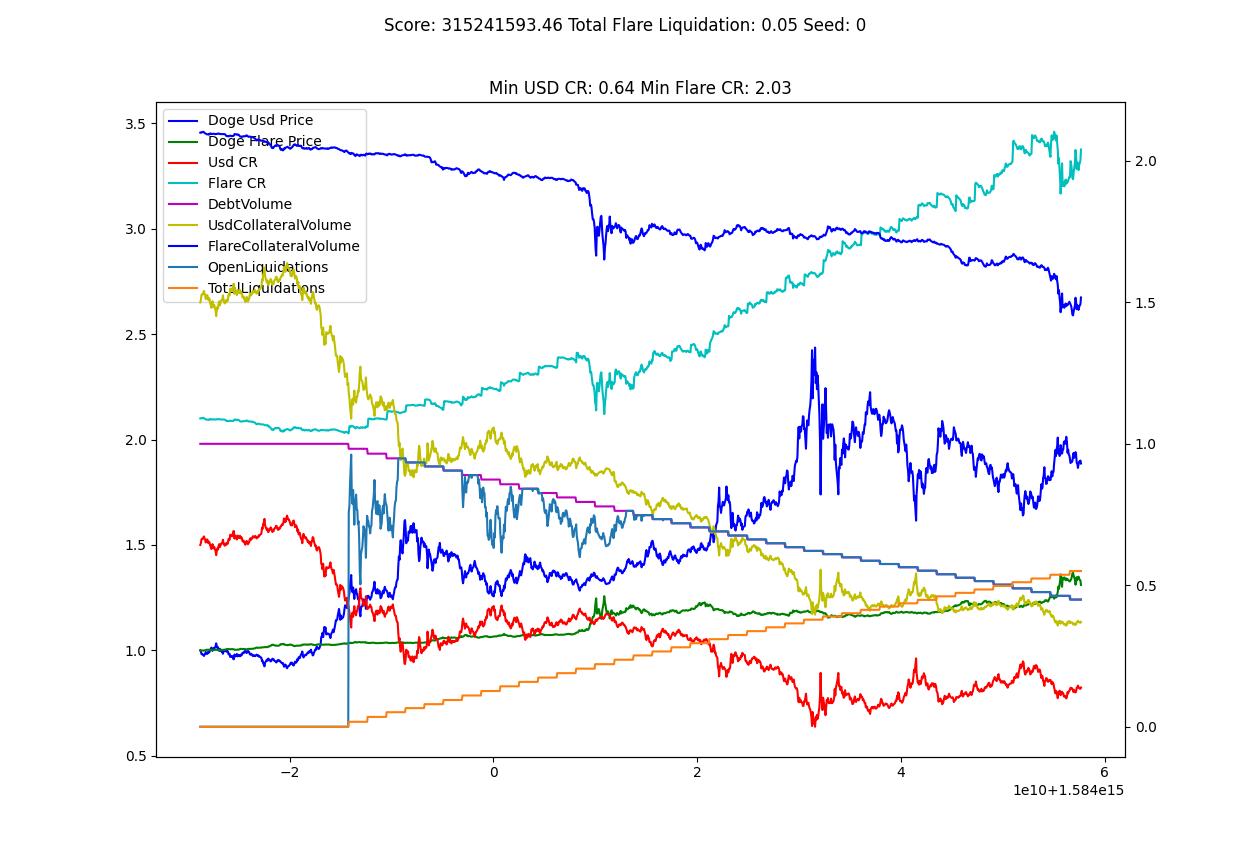 Score: 315241593.46 Total Flare Liquidation: 0.05 Seed: 0
Min USD CR: 0.64 Min Flare CR: 2.03
Doge Usd Price
Doge Flare Price
Usd CR
Flare CR
DebtVolume
UsdCollateralVolume
FlareCollateralVolume
OpenLiquidations
TotalLiquidations
3.5
3.0
2.5
2.0
1.5
1.0
0.5
2.0
1.5
1.0
0.5
0.0
−2 0 2 4 6
1e10+1.584e15